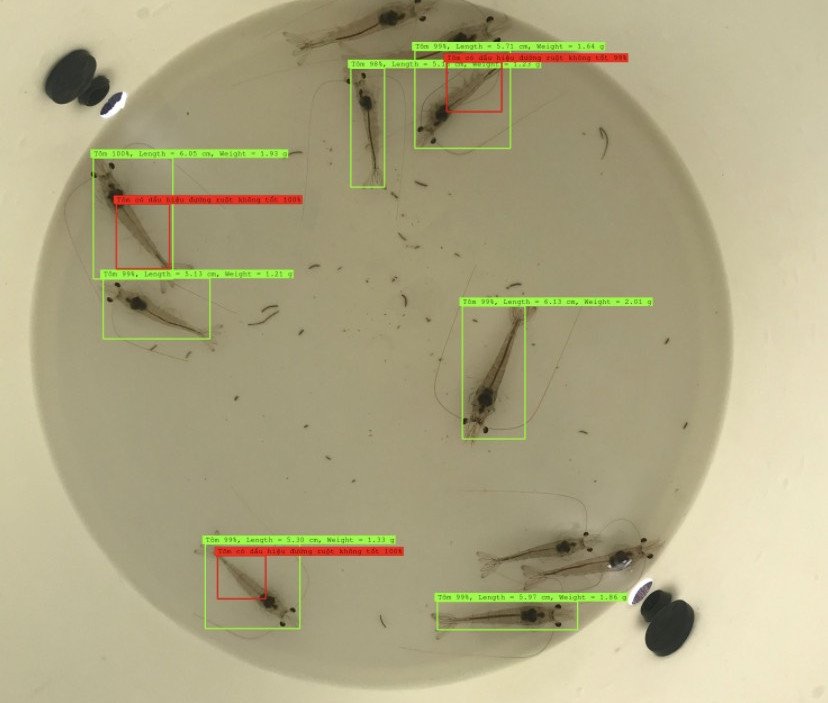 Tôm 99%, Length = 5.71 cm, Weight = 1.64 g
Tôm có dấu hiệu đường ruột không tốt 99%
Tôm 98%, Length = 5.1 cm, Weight = 1.23 g
Tôm 100%, Length = 6.05 cm, Weight = 1.93 g
Tôm có dấu hiệu đường ruột không tốt 100%
Tôm 99%, Length = 5.13 cm, Weight = 1.21 g
Tôm 99%, Length = 6.13 cm, Weight = 2.01 g
Tôm 99%, Length = 5.30 cm, Weight = 1.33 g
Tôm có dấu hiệu đường ruột không tốt 100%
Tôm 99%, Length = 5.97 cm, Weight = 1.86 g